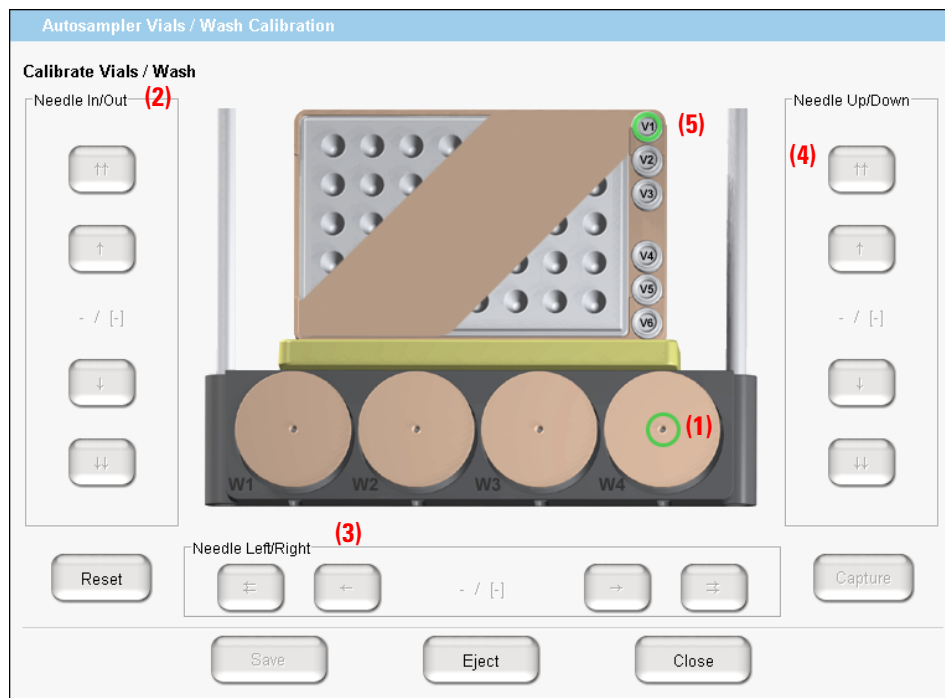 Autosampler Vials / Wash Calibration
Calibrate Vials / Wash
Needle In/Out (2)
Needle Up/Down
V1 (5)
(4)
↑↑
↑↑
V2
V3
↑
↑
V4
- / [-]
V5
- / [-]
V6
↓
↓
(1)
↓↓
↓↓
W1 W2 W3 W4
(3)
Needle Left/Right
Reset
⇇ ← - / [-] → ⇉
Capture
Save Eject Close